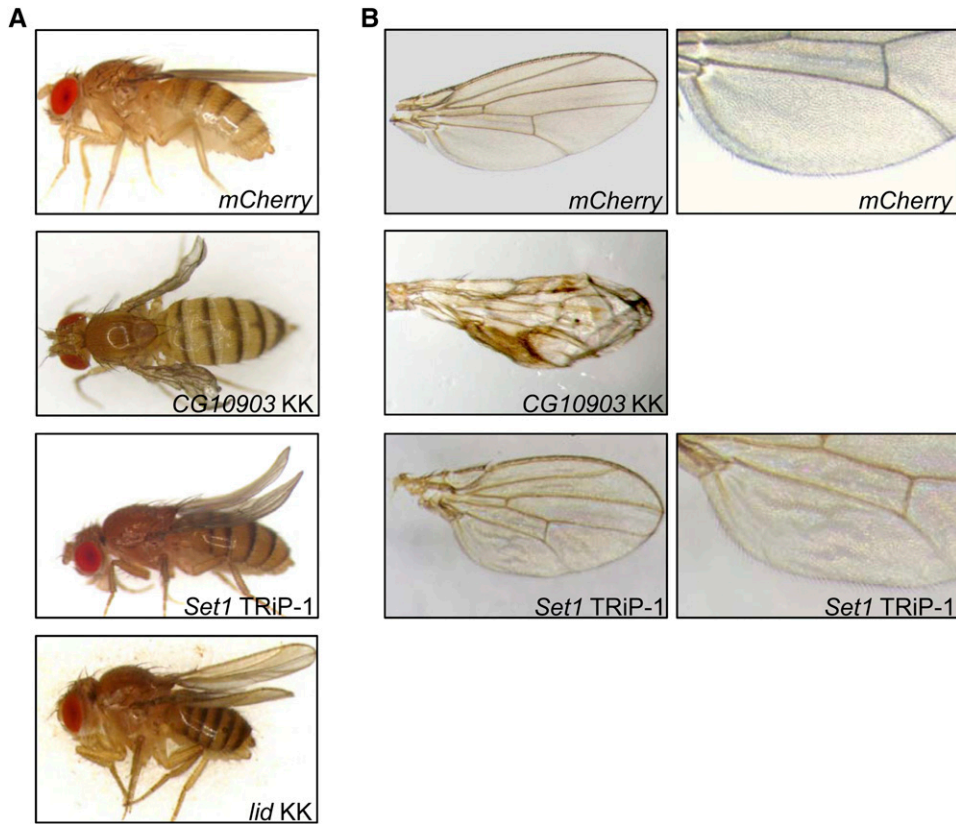 A
B
mCherry
mCherry
mCherry
CG10903 KK
CG10903 KK
Set1 TRiP-1
Set1 TRiP-1
Set1 TRiP-1
lid KK